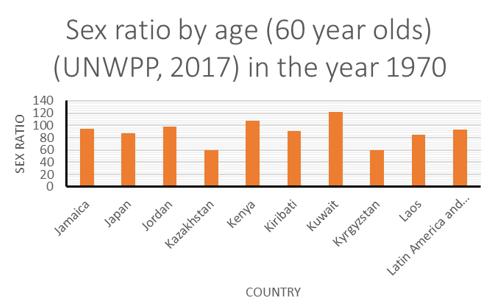 Sex ratio by age (60 year olds)
(UNWPP, 2017) in the year 1970
SEX RATIO
140
120
100
80
60
40
20
0
Jamaica
Japan
Jordan
Kazakhstan
Kenya
Kiribati
Kuwait
Kyrgyzstan
Laos
Latin America and...
COUNTRY